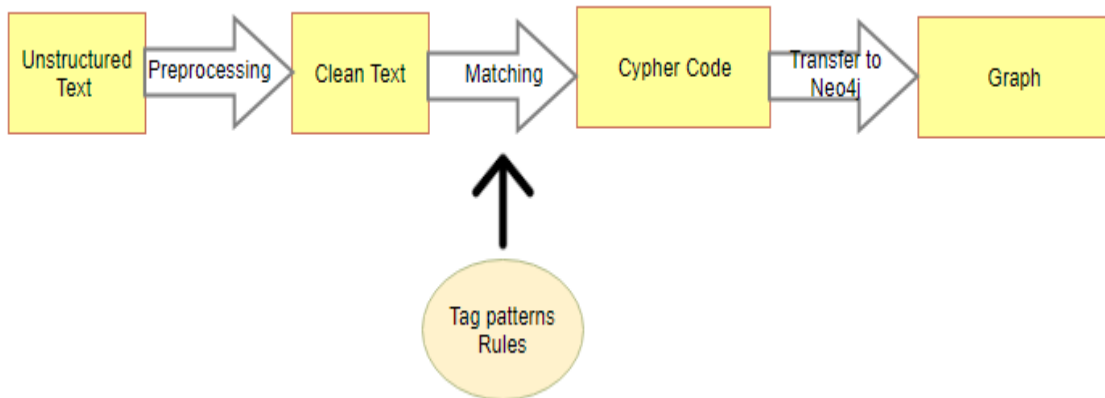 Unstructured
Text
Preprocessing
Clean Text
Matching
Cypher Code
Transfer to
Neo4j
Graph
Tag patterns
Rules